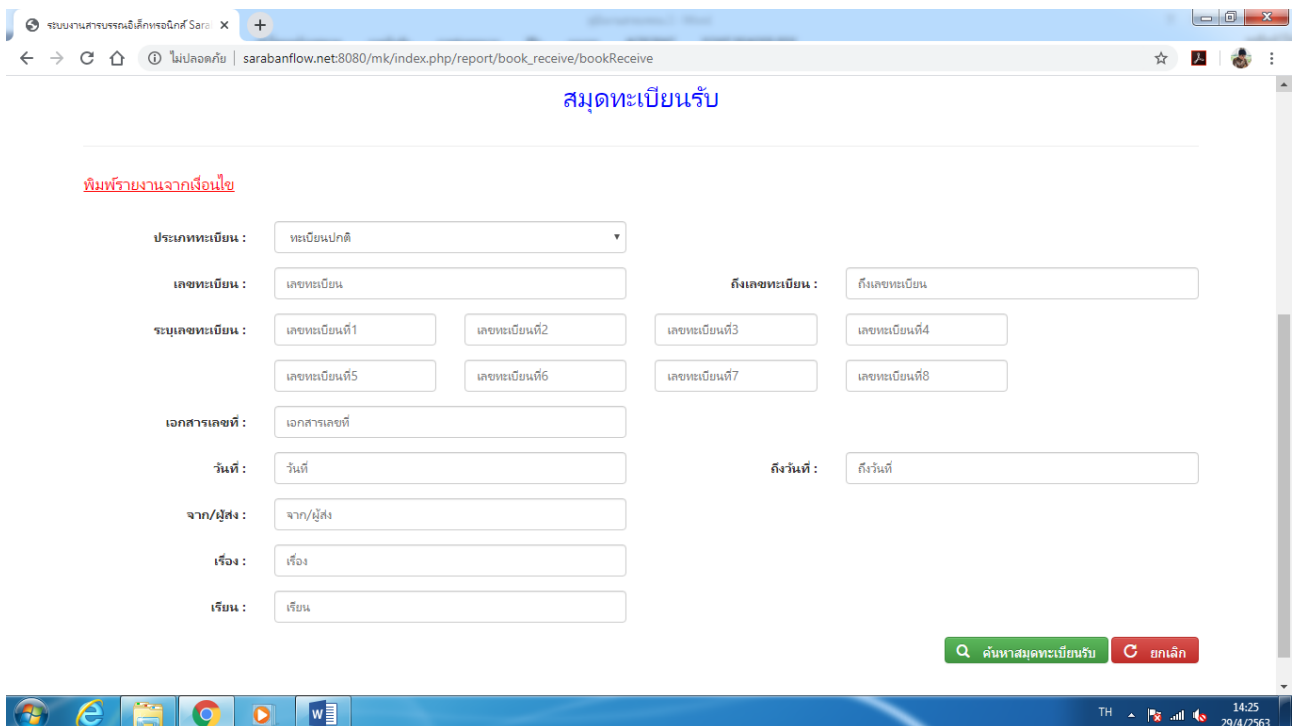 ระบบงานสารบรรณอิเล็กทรอนิกส์ Sara
ไม่ปลอดภัย | sarabanflow.net:8080/mk/index.php/report/book_receive/bookReceive
สมุดทะเบียนรับ
พิมพ์รายงานจากเงื่อนไข
ประเภททะเบียน : ทะเบียนปกติ
เลขทะเบียน : เลขทะเบียน ถึงเลขทะเบียน : ถึงเลขทะเบียน
ระบุเลขทะเบียน : เลขทะเบียนที่1 เลขทะเบียนที่2 เลขทะเบียนที่3 เลขทะเบียนที่4
เลขทะเบียนที่5 เลขทะเบียนที่6 เลขทะเบียนที่7 เลขทะเบียนที่8
เอกสารเลขที่ : เอกสารเลขที่
วันที่ : วันที่ ถึงวันที่ : ถึงวันที่
จาก/ผู้ส่ง : จาก/ผู้ส่ง
เรื่อง : เรื่อง
เรียน : เรียน
ค้นหาสมุดทะเบียนรับ ยกเลิก
TH 14:25
29/4/2563